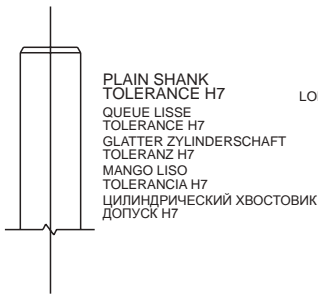 PLAIN SHANK
TOLERANCE H7
QUEUE LISSE
TOLERANCE H7
GLATTER ZYLINDERSCHAFT
TOLERANZ H7
MANGO LISO
TOLERANCIA H7
ЦИЛИНДРИЧЕСКИЙ ХВОСТОВИК
ДОПУСК H7